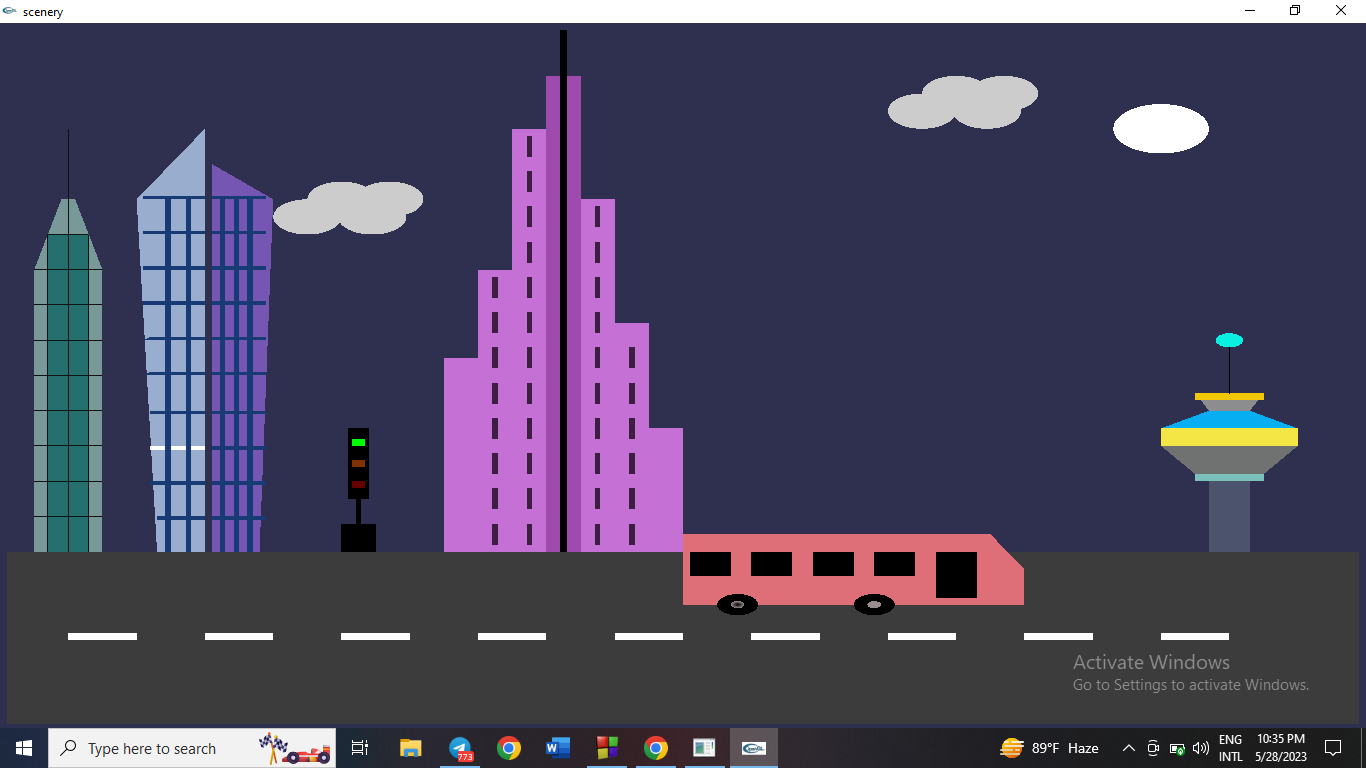 scenery
Activate Windows
Go to Settings to activate Windows.
Type here to search
773
89°F Haze
ENG
INTL
10:35 PM
5/28/2023